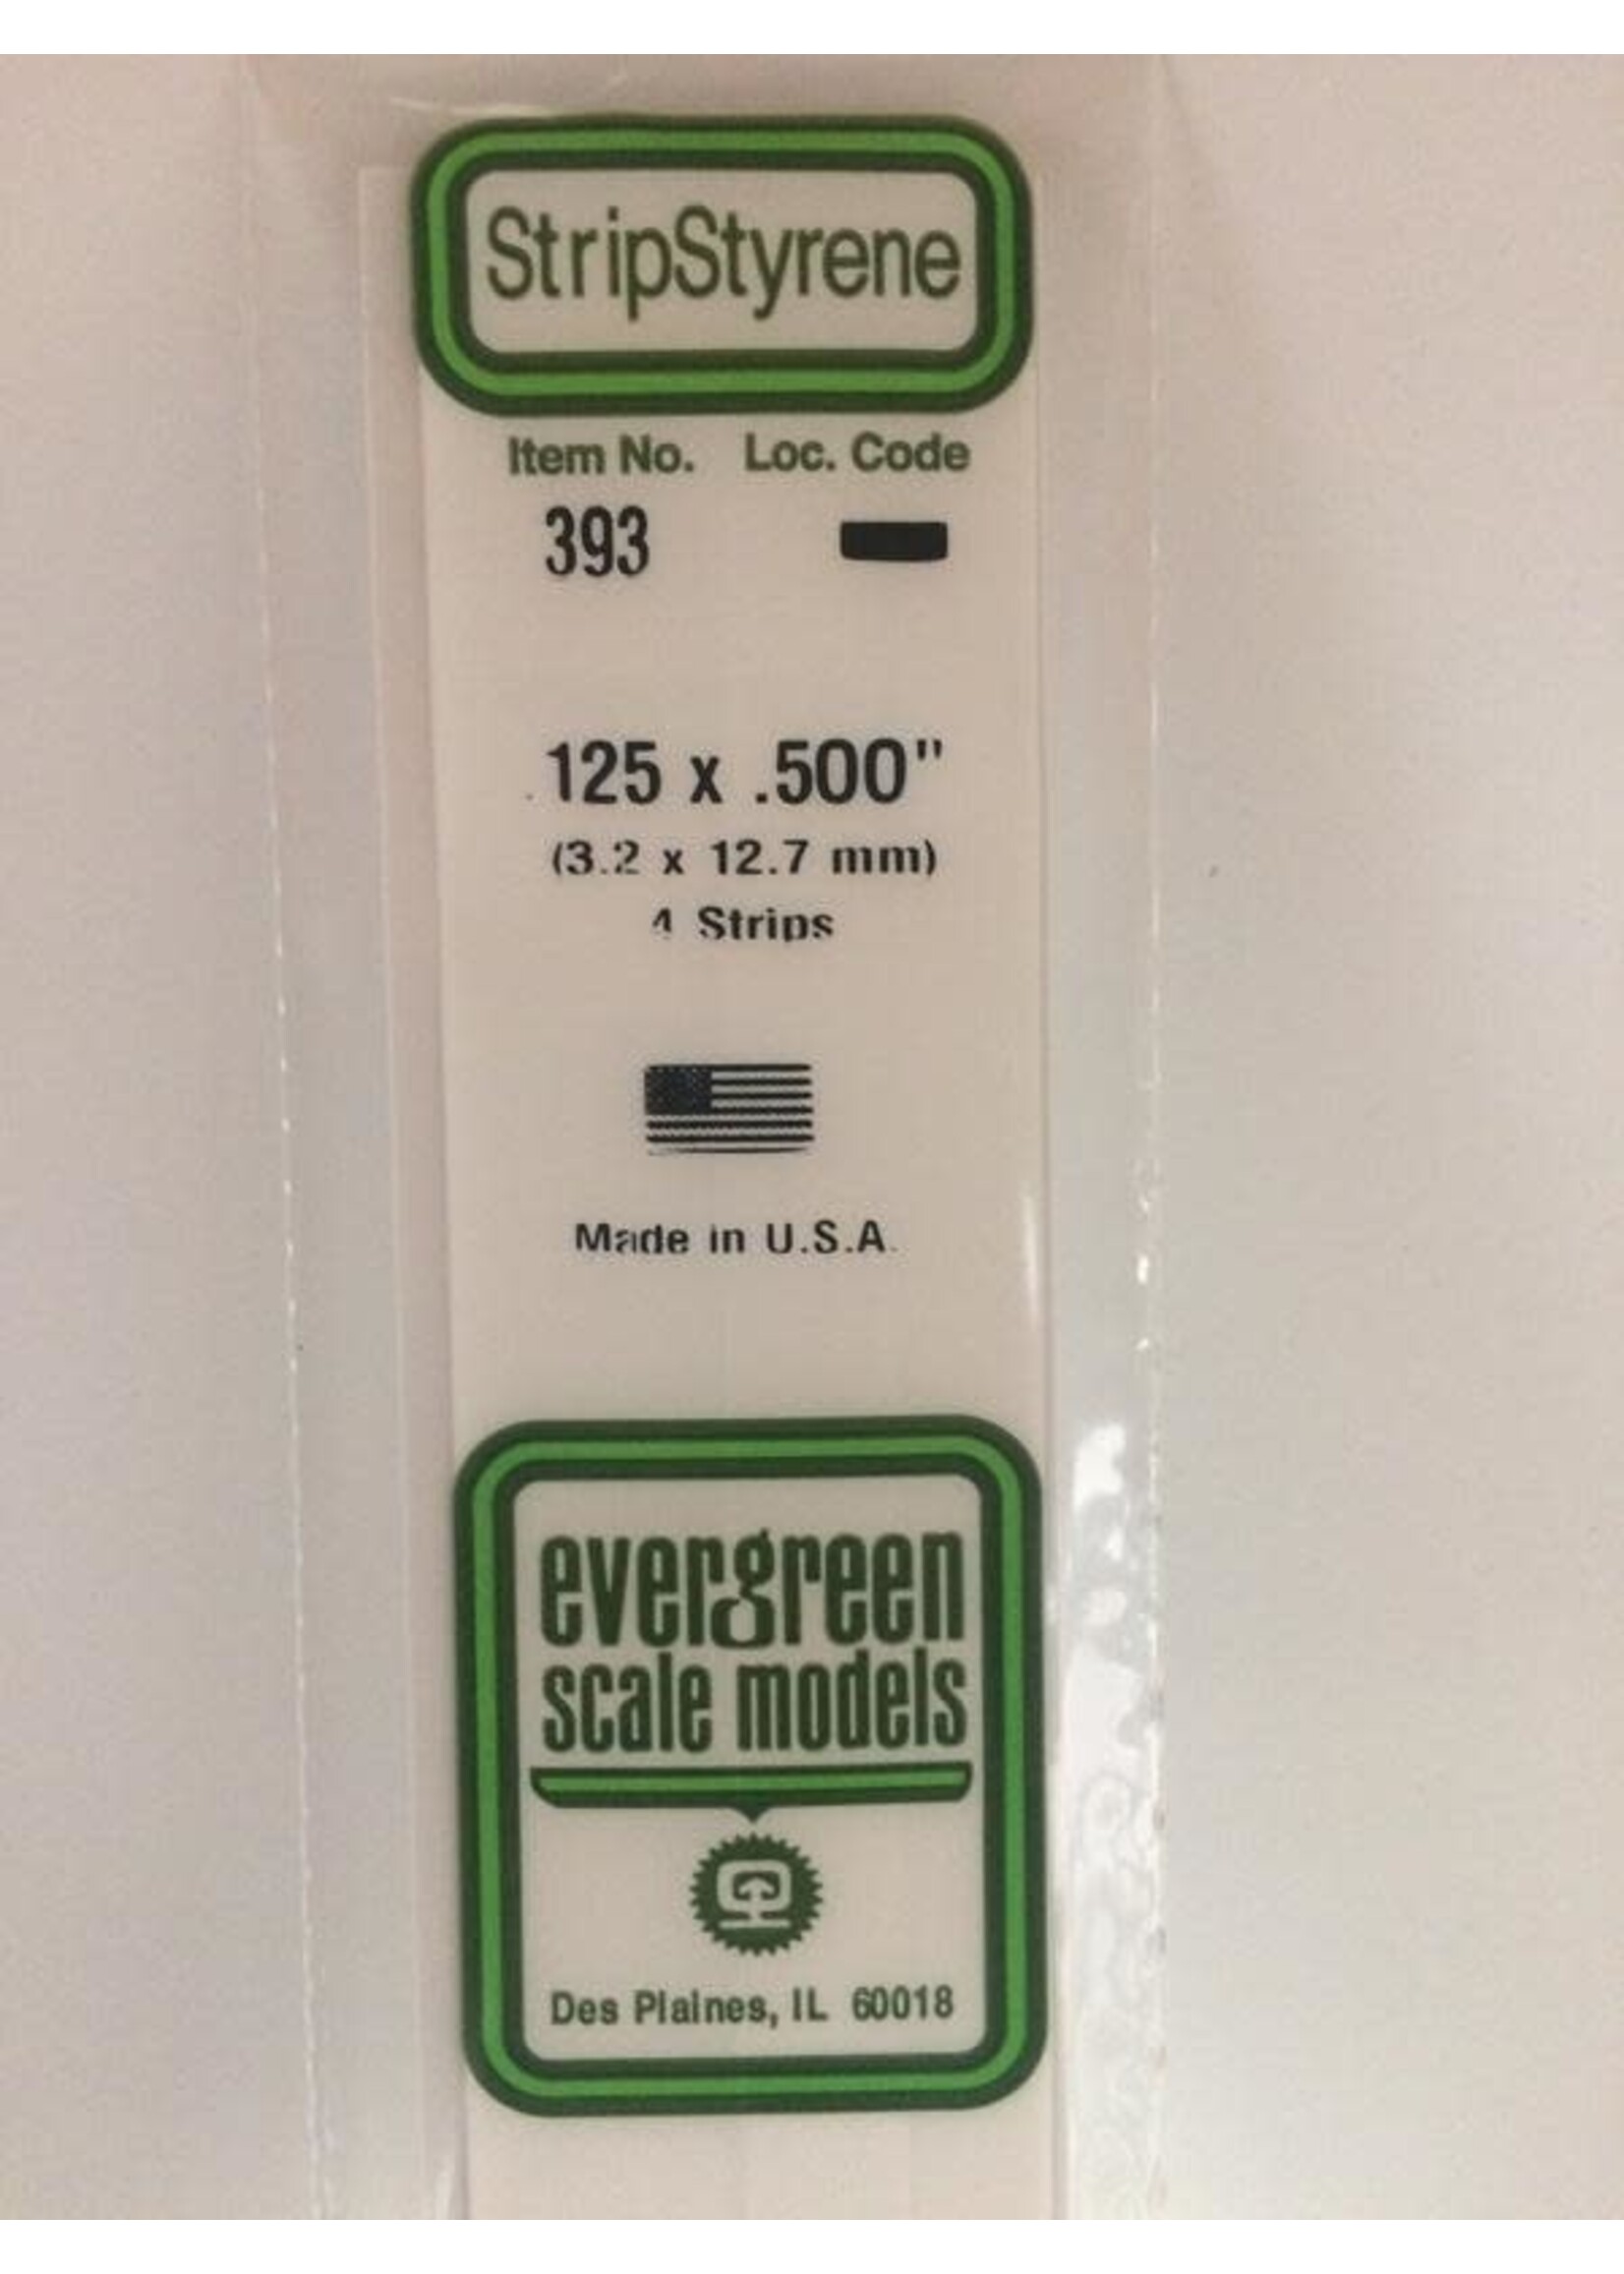 StripStyrene
Item No. Loc. Code
393
.125 x .500"
(3.2 x 12.7 mm)
4 Strips
Made in U.S.A.
evergreen
scale models
Des Plaines, IL 60018